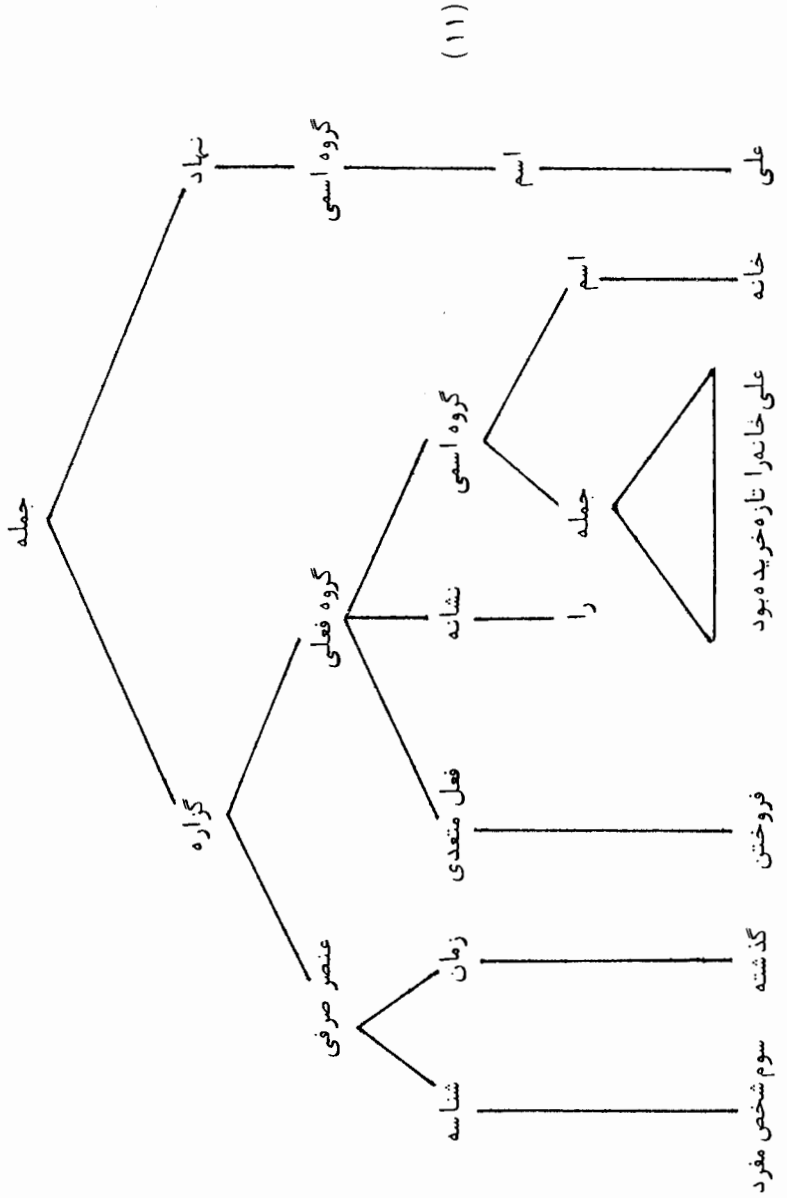 (۱۱)
جمله
نهاد
گزاره
گروه اسمی
گروه فعلی
عنصر صرفی
اسم
گروه اسمی
نشانه
فعل متعدی
زمان
شناسه
اسم
جمله
را
علی
خانه
علی خانه را تازه خریده بود
فروختن
گذشته
سوم شخص مفرد